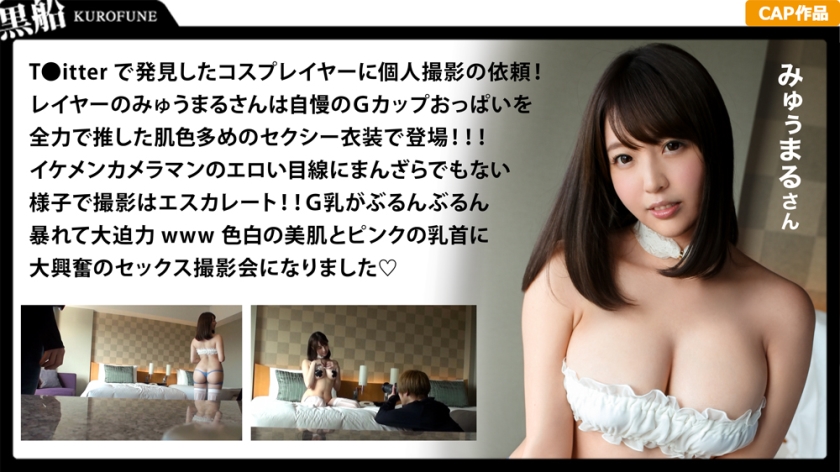 黒船 KUROFUNE
CAP作品
T●itterで発見したコスプレイヤーに個人撮影の依頼！
レイヤーのみゅうまるさんは自慢のGカップおっぱいを
全力で推した肌色多めのセクシー衣装で登場！！！
イケメンカメラマンのエロい目線にまんざらでもない
様子で撮影はエスカレート！！G乳がぶるんぶるん
暴れて大迫力www色白の美肌とピンクの乳首に
大興奮のセックス撮影会になりました♡
みゅうまるさん